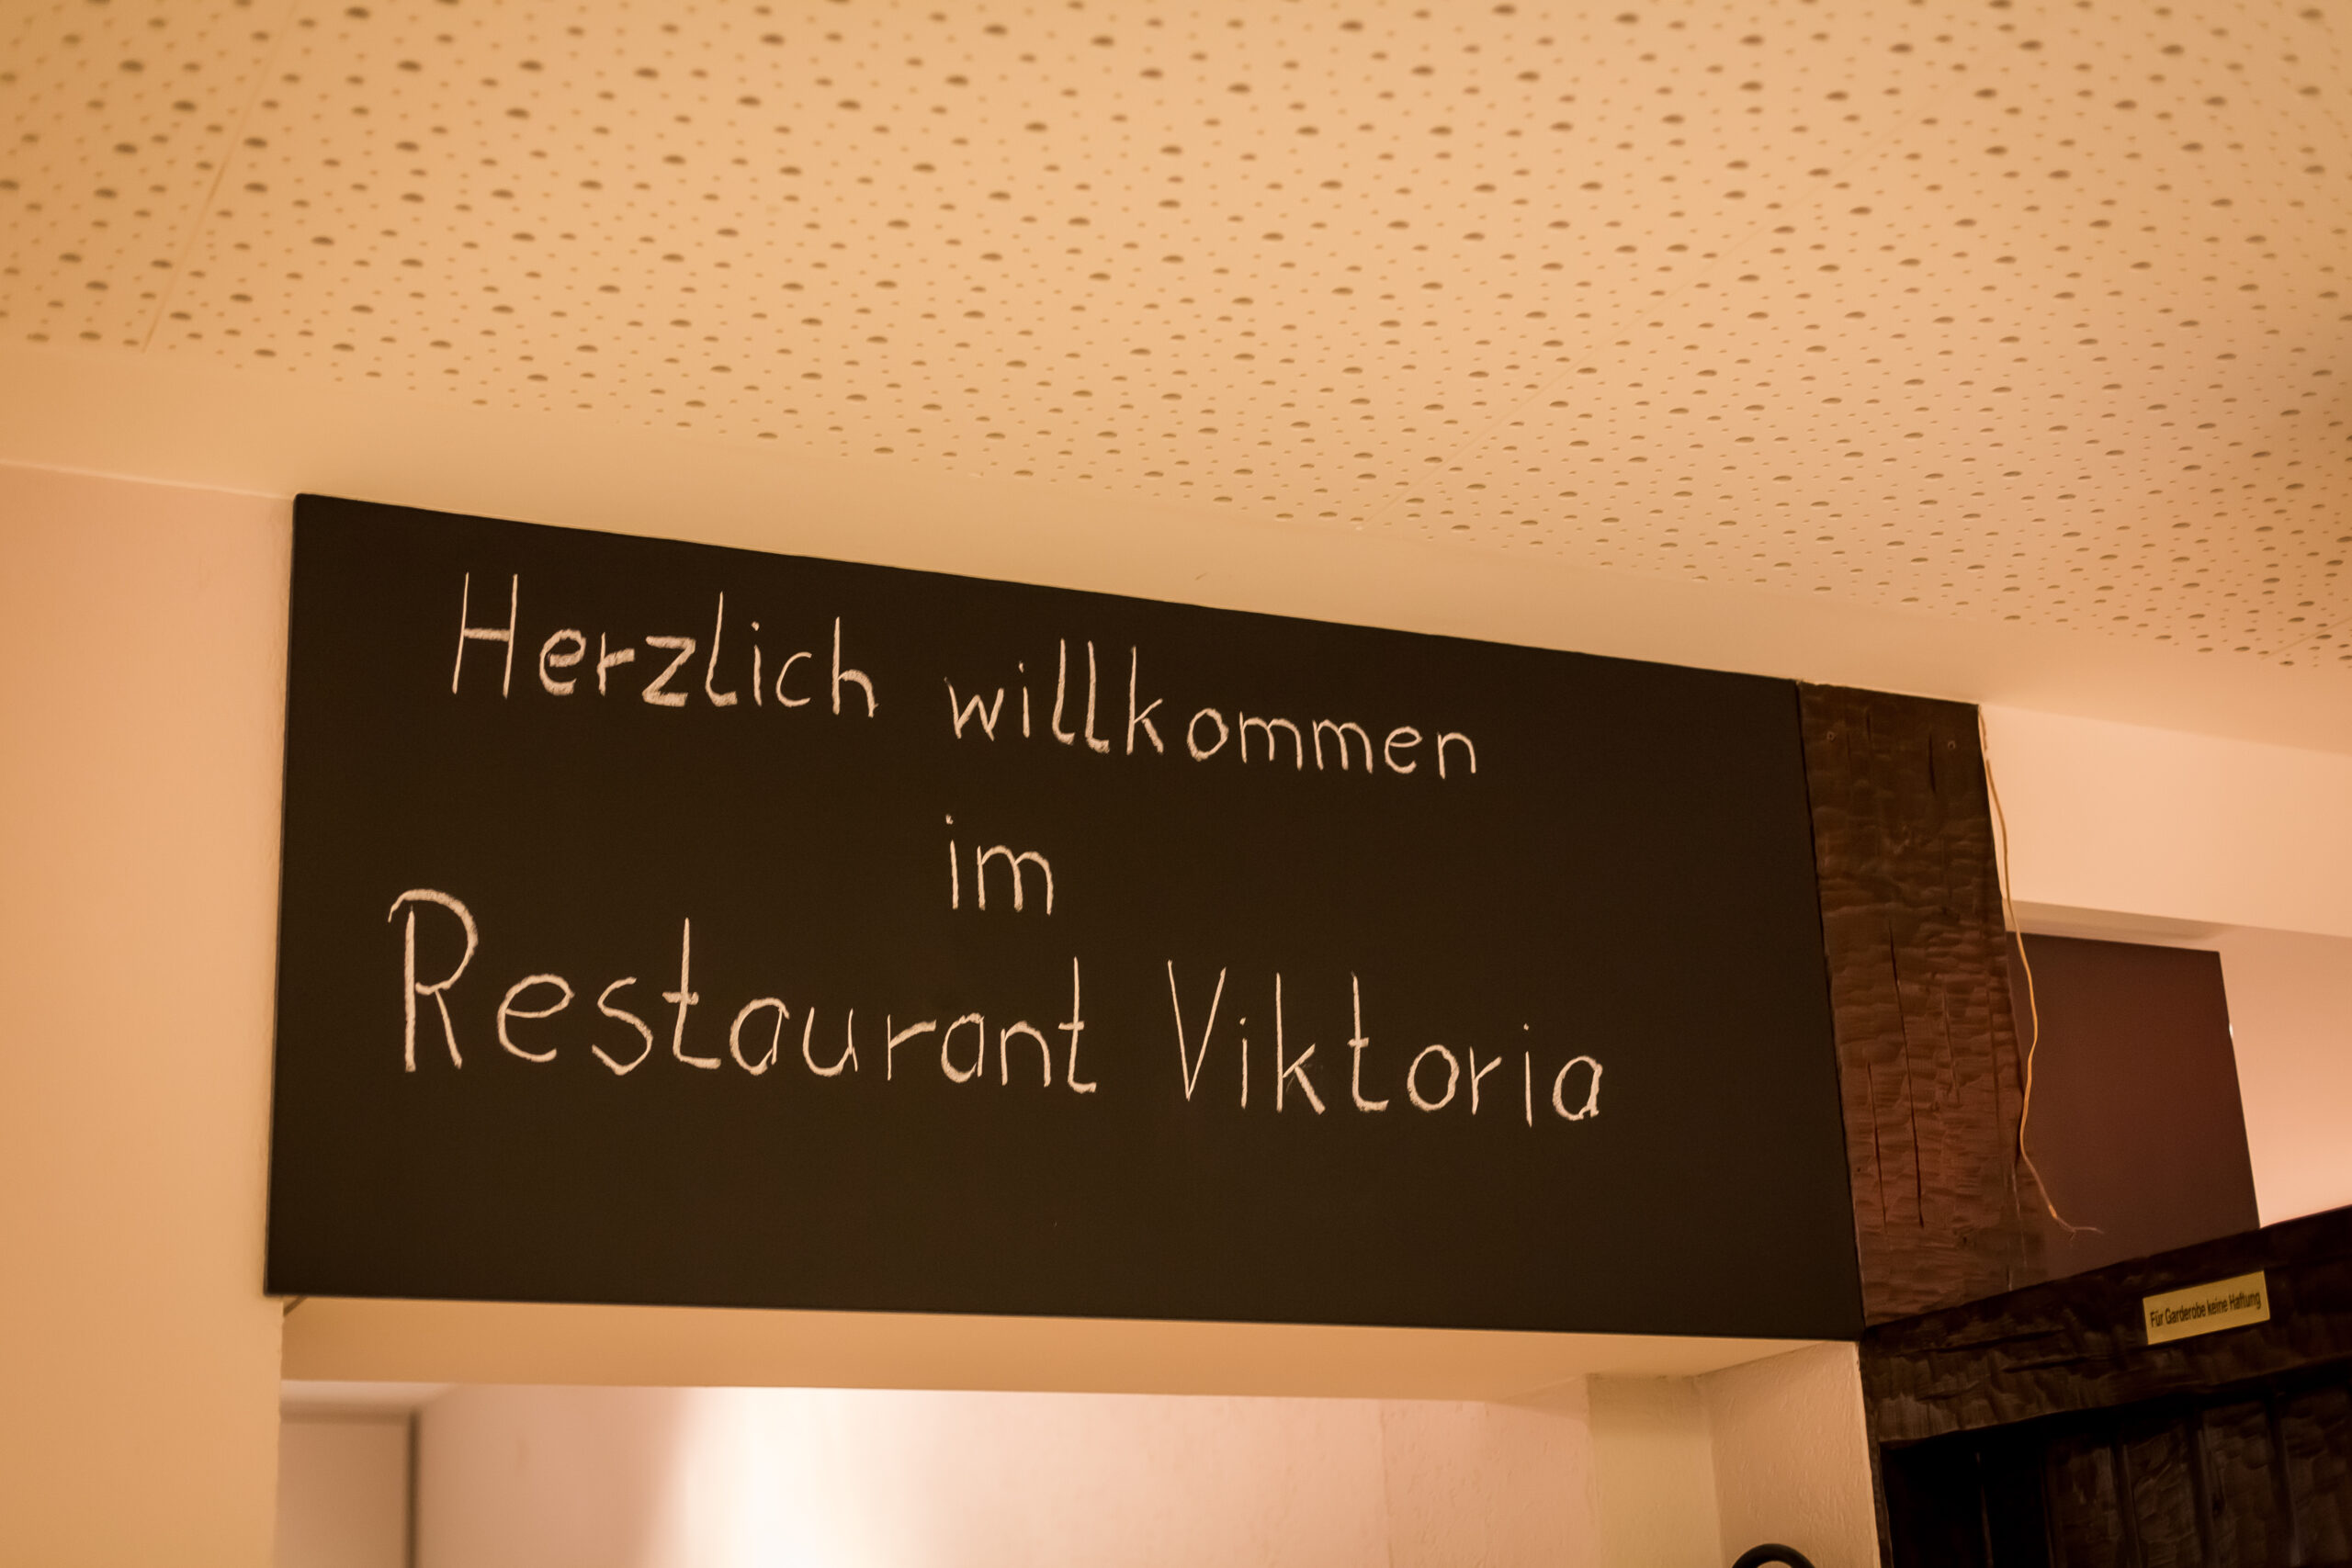 Herzlich willkommen
im
Restaurant Viktoria
Für Garderobe keine Haftung